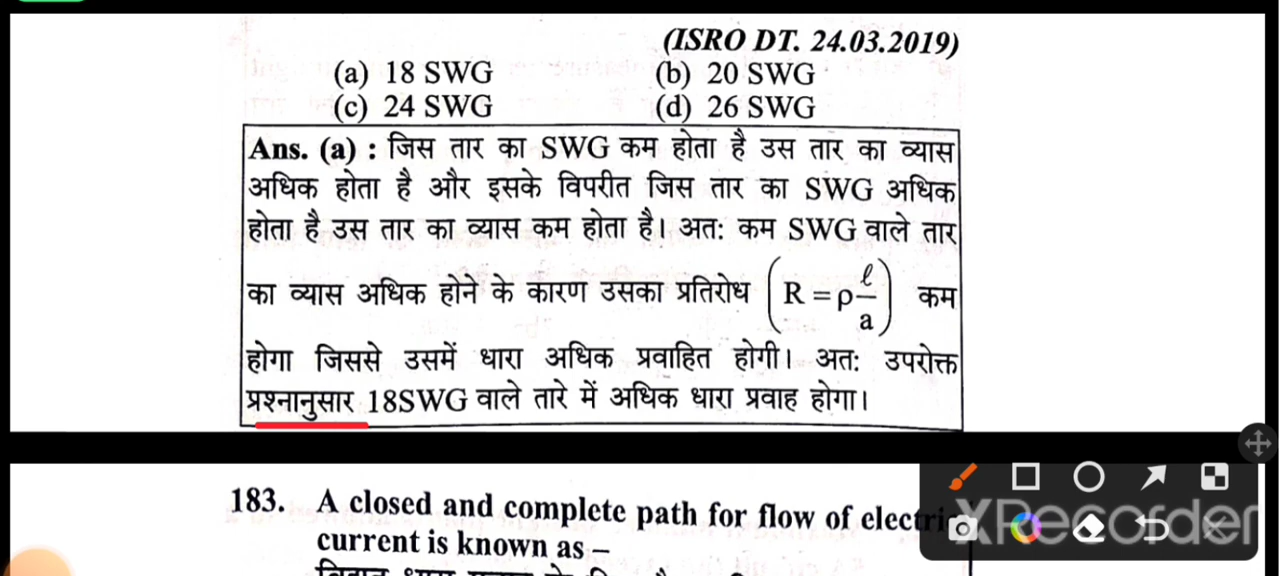 (ISRO DT. 24.03.2019)
(a) 18 SWG (b) 20 SWG
(c) 24 SWG (d) 26 SWG
Ans. (a) : जिस तार का SWG कम होता है उस तार का व्यास
अधिक होता है और इसके विपरीत जिस तार का SWG अधिक
होता है उस तार का व्यास कम होता है। अत: कम SWG वाले तार
का व्यास अधिक होने के कारण उसका प्रतिरोध (R = ρ ℓ/a) कम
होगा जिससे उसमें धारा अधिक प्रवाहित होगी। अत: उपरोक्त
प्रश्नानुसार 18SWG वाले तारे में अधिक धारा प्रवाह होगा।
183. A closed and complete path for flow of electri
current is known as –
XRecorder